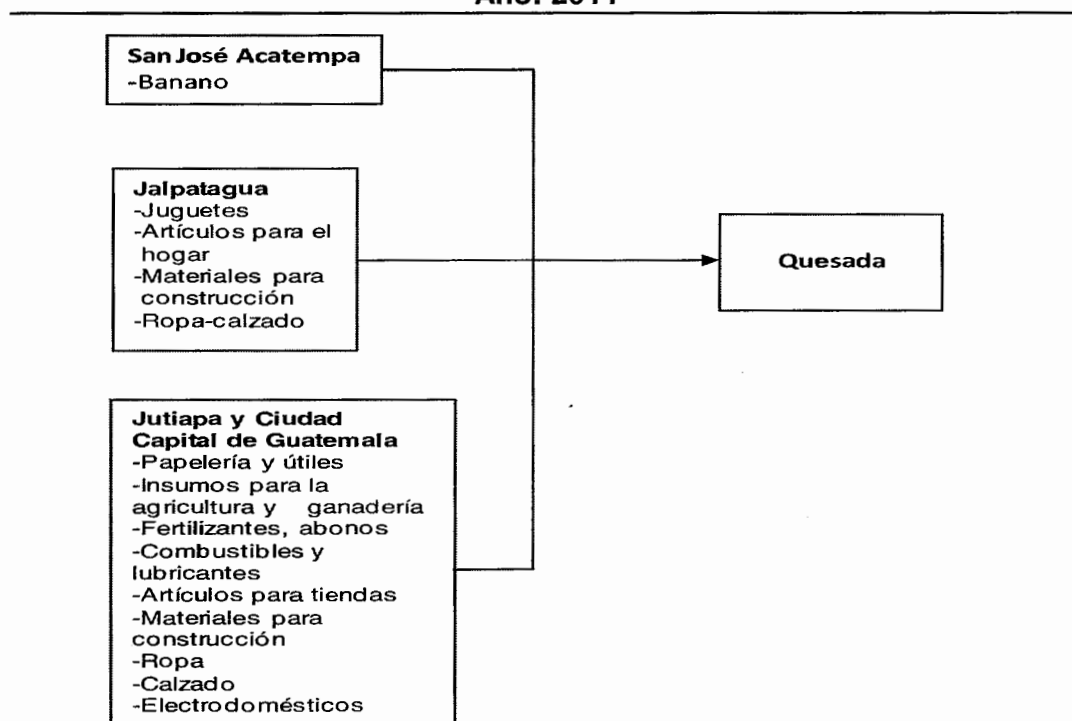 San José Acatempa
-Banano
Jalpatagua
-Juguetes
-Artículos para el
hogar
-Materiales para
construcción
-Ropa-calzado
Quesada
Jutiapa y Ciudad
Capital de Guatemala
-Papelería y útiles
-Insumos para la
agricultura y ganadería
-Fertilizantes, abonos
-Combustibles y
lubricantes
-Artículos para tiendas
-Materiales para
construcción
-Ropa
-Calzado
-Electrodomésticos